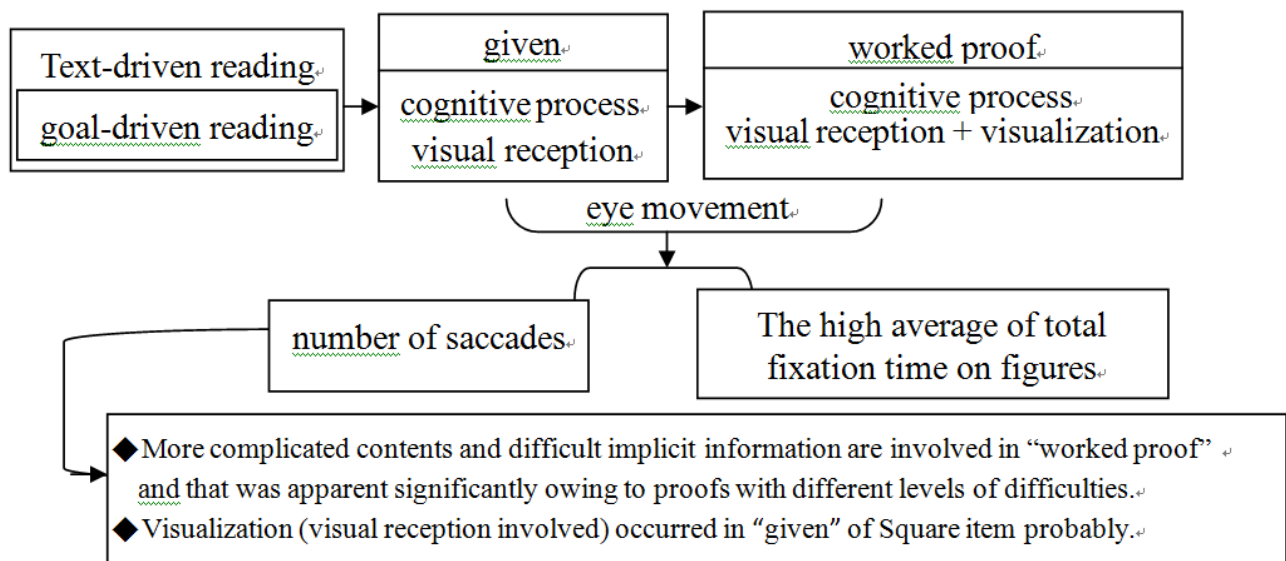 Text-driven reading
goal-driven reading
given
cognitive process
visual reception
worked proof
cognitive process
visual reception + visualization
eye movement
number of saccades
The high average of total
fixation time on figures
◆More complicated contents and difficult implicit information are involved in “worked proof”
and that was apparent significantly owing to proofs with different levels of difficulties.
◆Visualization (visual reception involved) occurred in “given” of Square item probably.